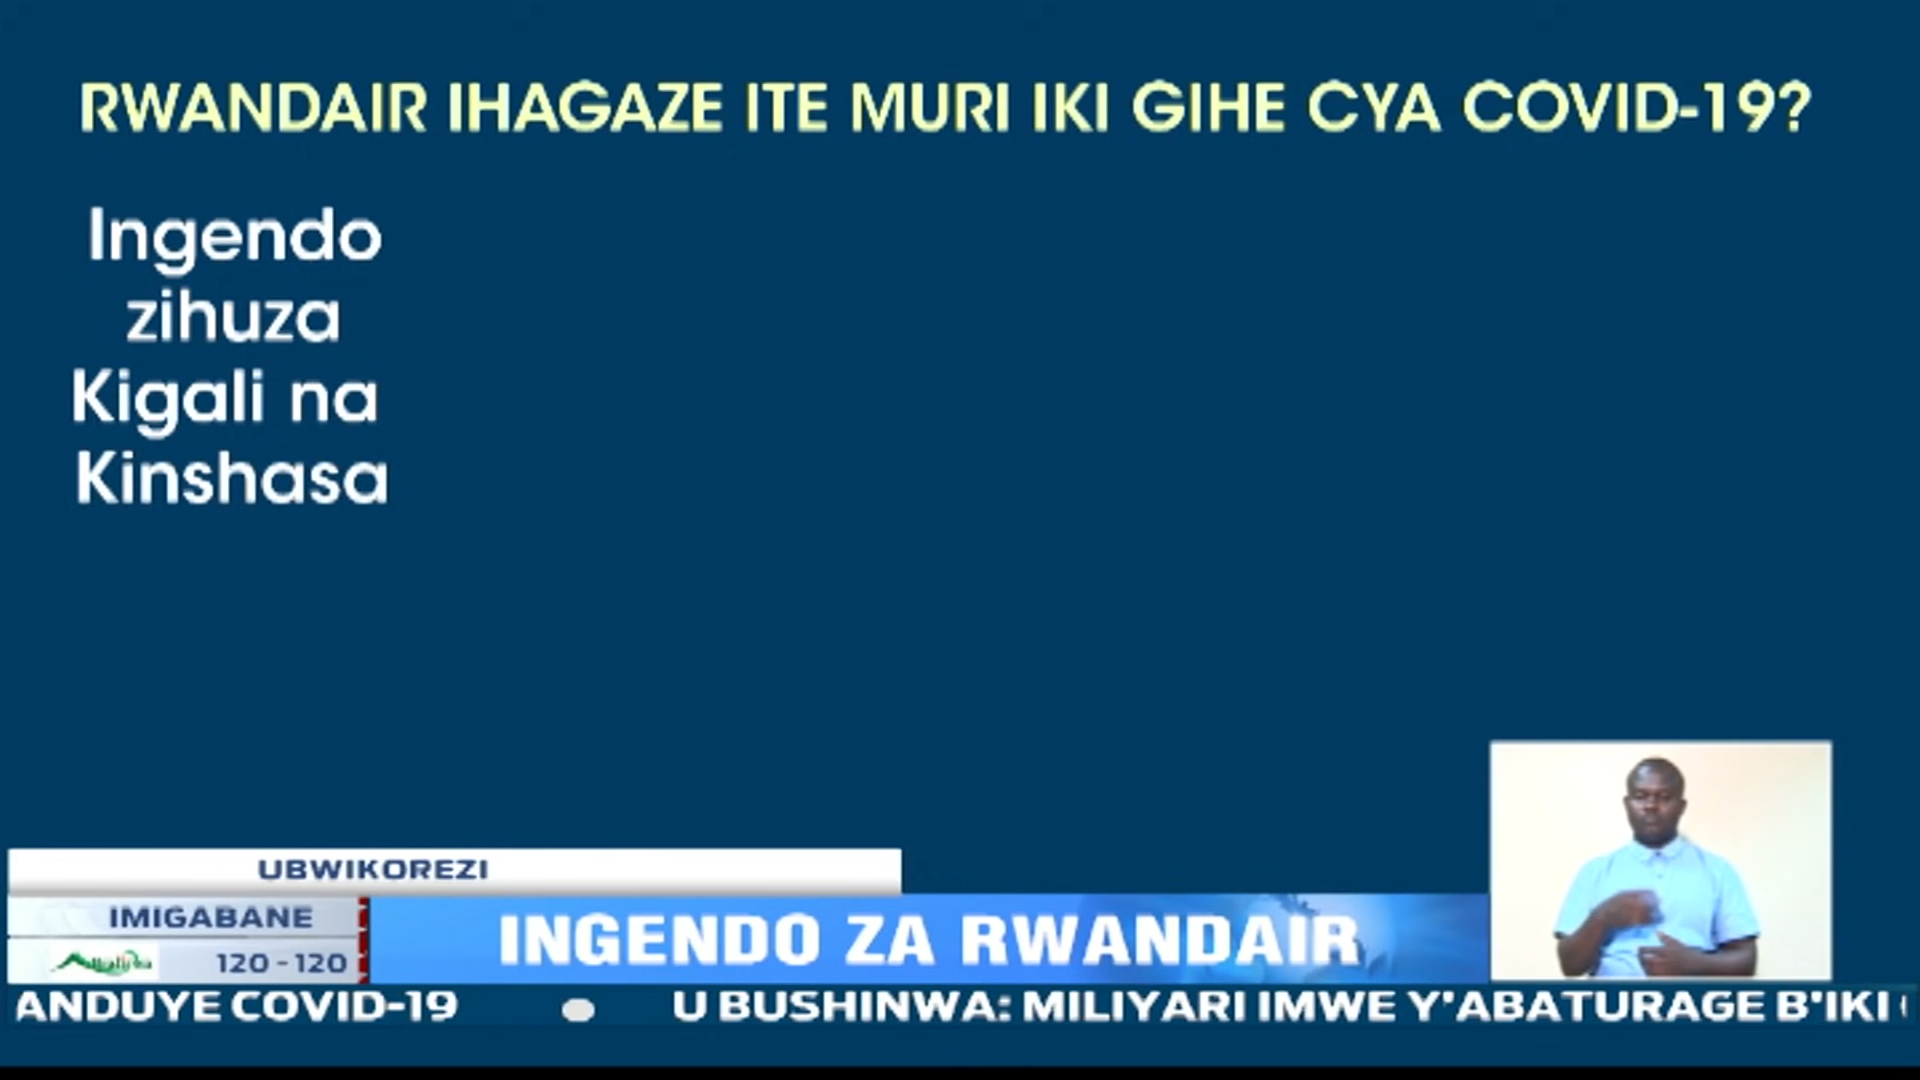 RWANDAIR IHAGAZE ITE MURI IKI GIHE CYA COVID-19?
Ingendo
zihuza
Kigali na
Kinshasa
UBWIKOREZI
IMIGABANE
120 - 120
INGENDO ZA RWANDAIR
ANDUYE COVID-19
U BUSHINWA: MILIYARI IMWE Y'ABATURAGE B'IKI